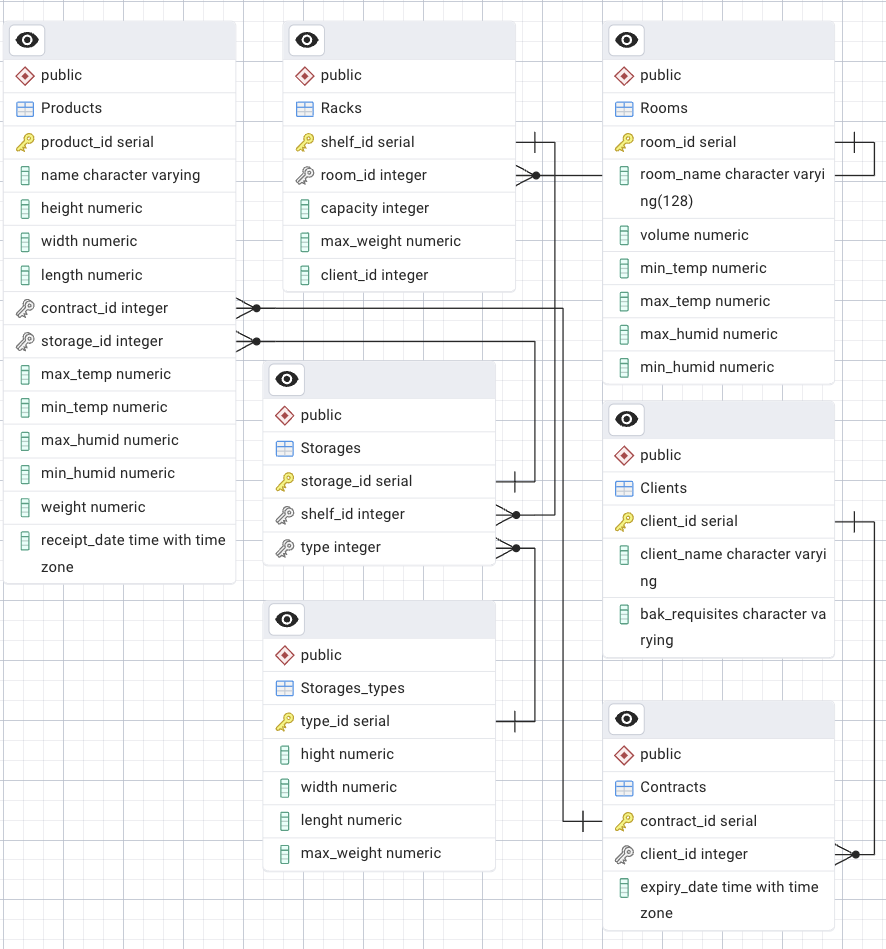 public
Products
product_id serial
name character varying
height numeric
width numeric
length numeric
contract_id integer
storage_id integer
max_temp numeric
min_temp numeric
max_humid numeric
min_humid numeric
weight numeric
receipt_date time with time
zone
public
Racks
shelf_id serial
room_id integer
capacity integer
max_weight numeric
client_id integer
public
Storages
storage_id serial
shelf_id integer
type integer
public
Storages_types
type_id serial
hight numeric
width numeric
lenght numeric
max_weight numeric
public
Rooms
room_id serial
room_name character varyi
ng(128)
volume numeric
min_temp numeric
max_temp numeric
max_humid numeric
min_humid numeric
public
Clients
client_id serial
client_name character varyi
ng
bak_requisites character va
rying
public
Contracts
contract_id serial
client_id integer
expiry_date time with time
zone